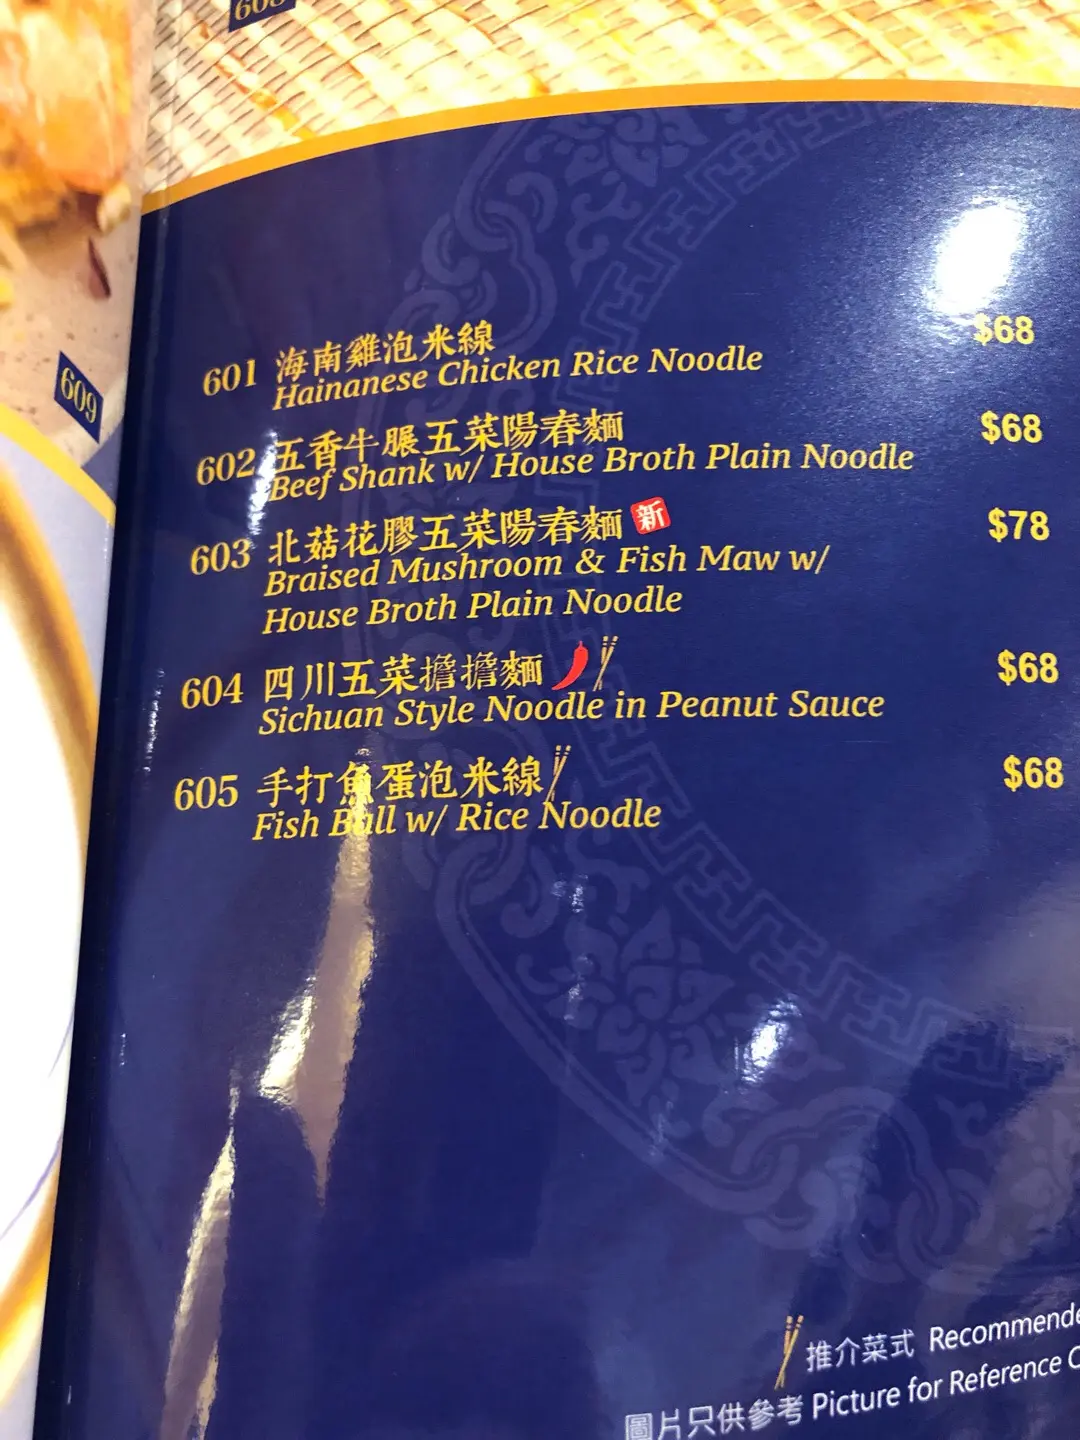 601 海南雞泡米線 $68
Hainanese Chicken Rice Noodle
602 五香牛𦟌五菜陽春麵 $68
Beef Shank w/ House Broth Plain Noodle
603 北菇花膠五菜陽春麵 新 $78
Braised Mushroom & Fish Maw w/
House Broth Plain Noodle
604 四川五菜擔擔麵 $68
Sichuan Style Noodle in Peanut Sauce
605 手打魚蛋泡米線 $68
Fish Ball w/ Rice Noodle
609
推介菜式
圖片只供參考 Picture for Reference